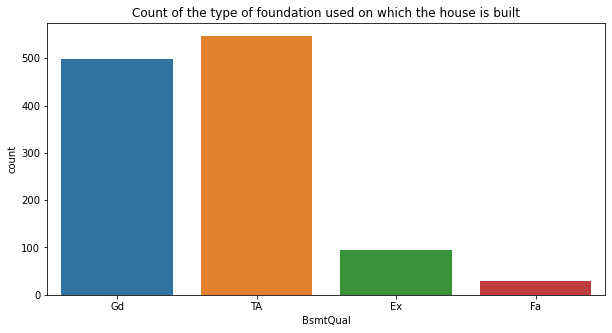 Count of the type of foundation used on which the house is built
count
500
400
300
200
100
0
Gd TA Ex Fa
BsmtQual